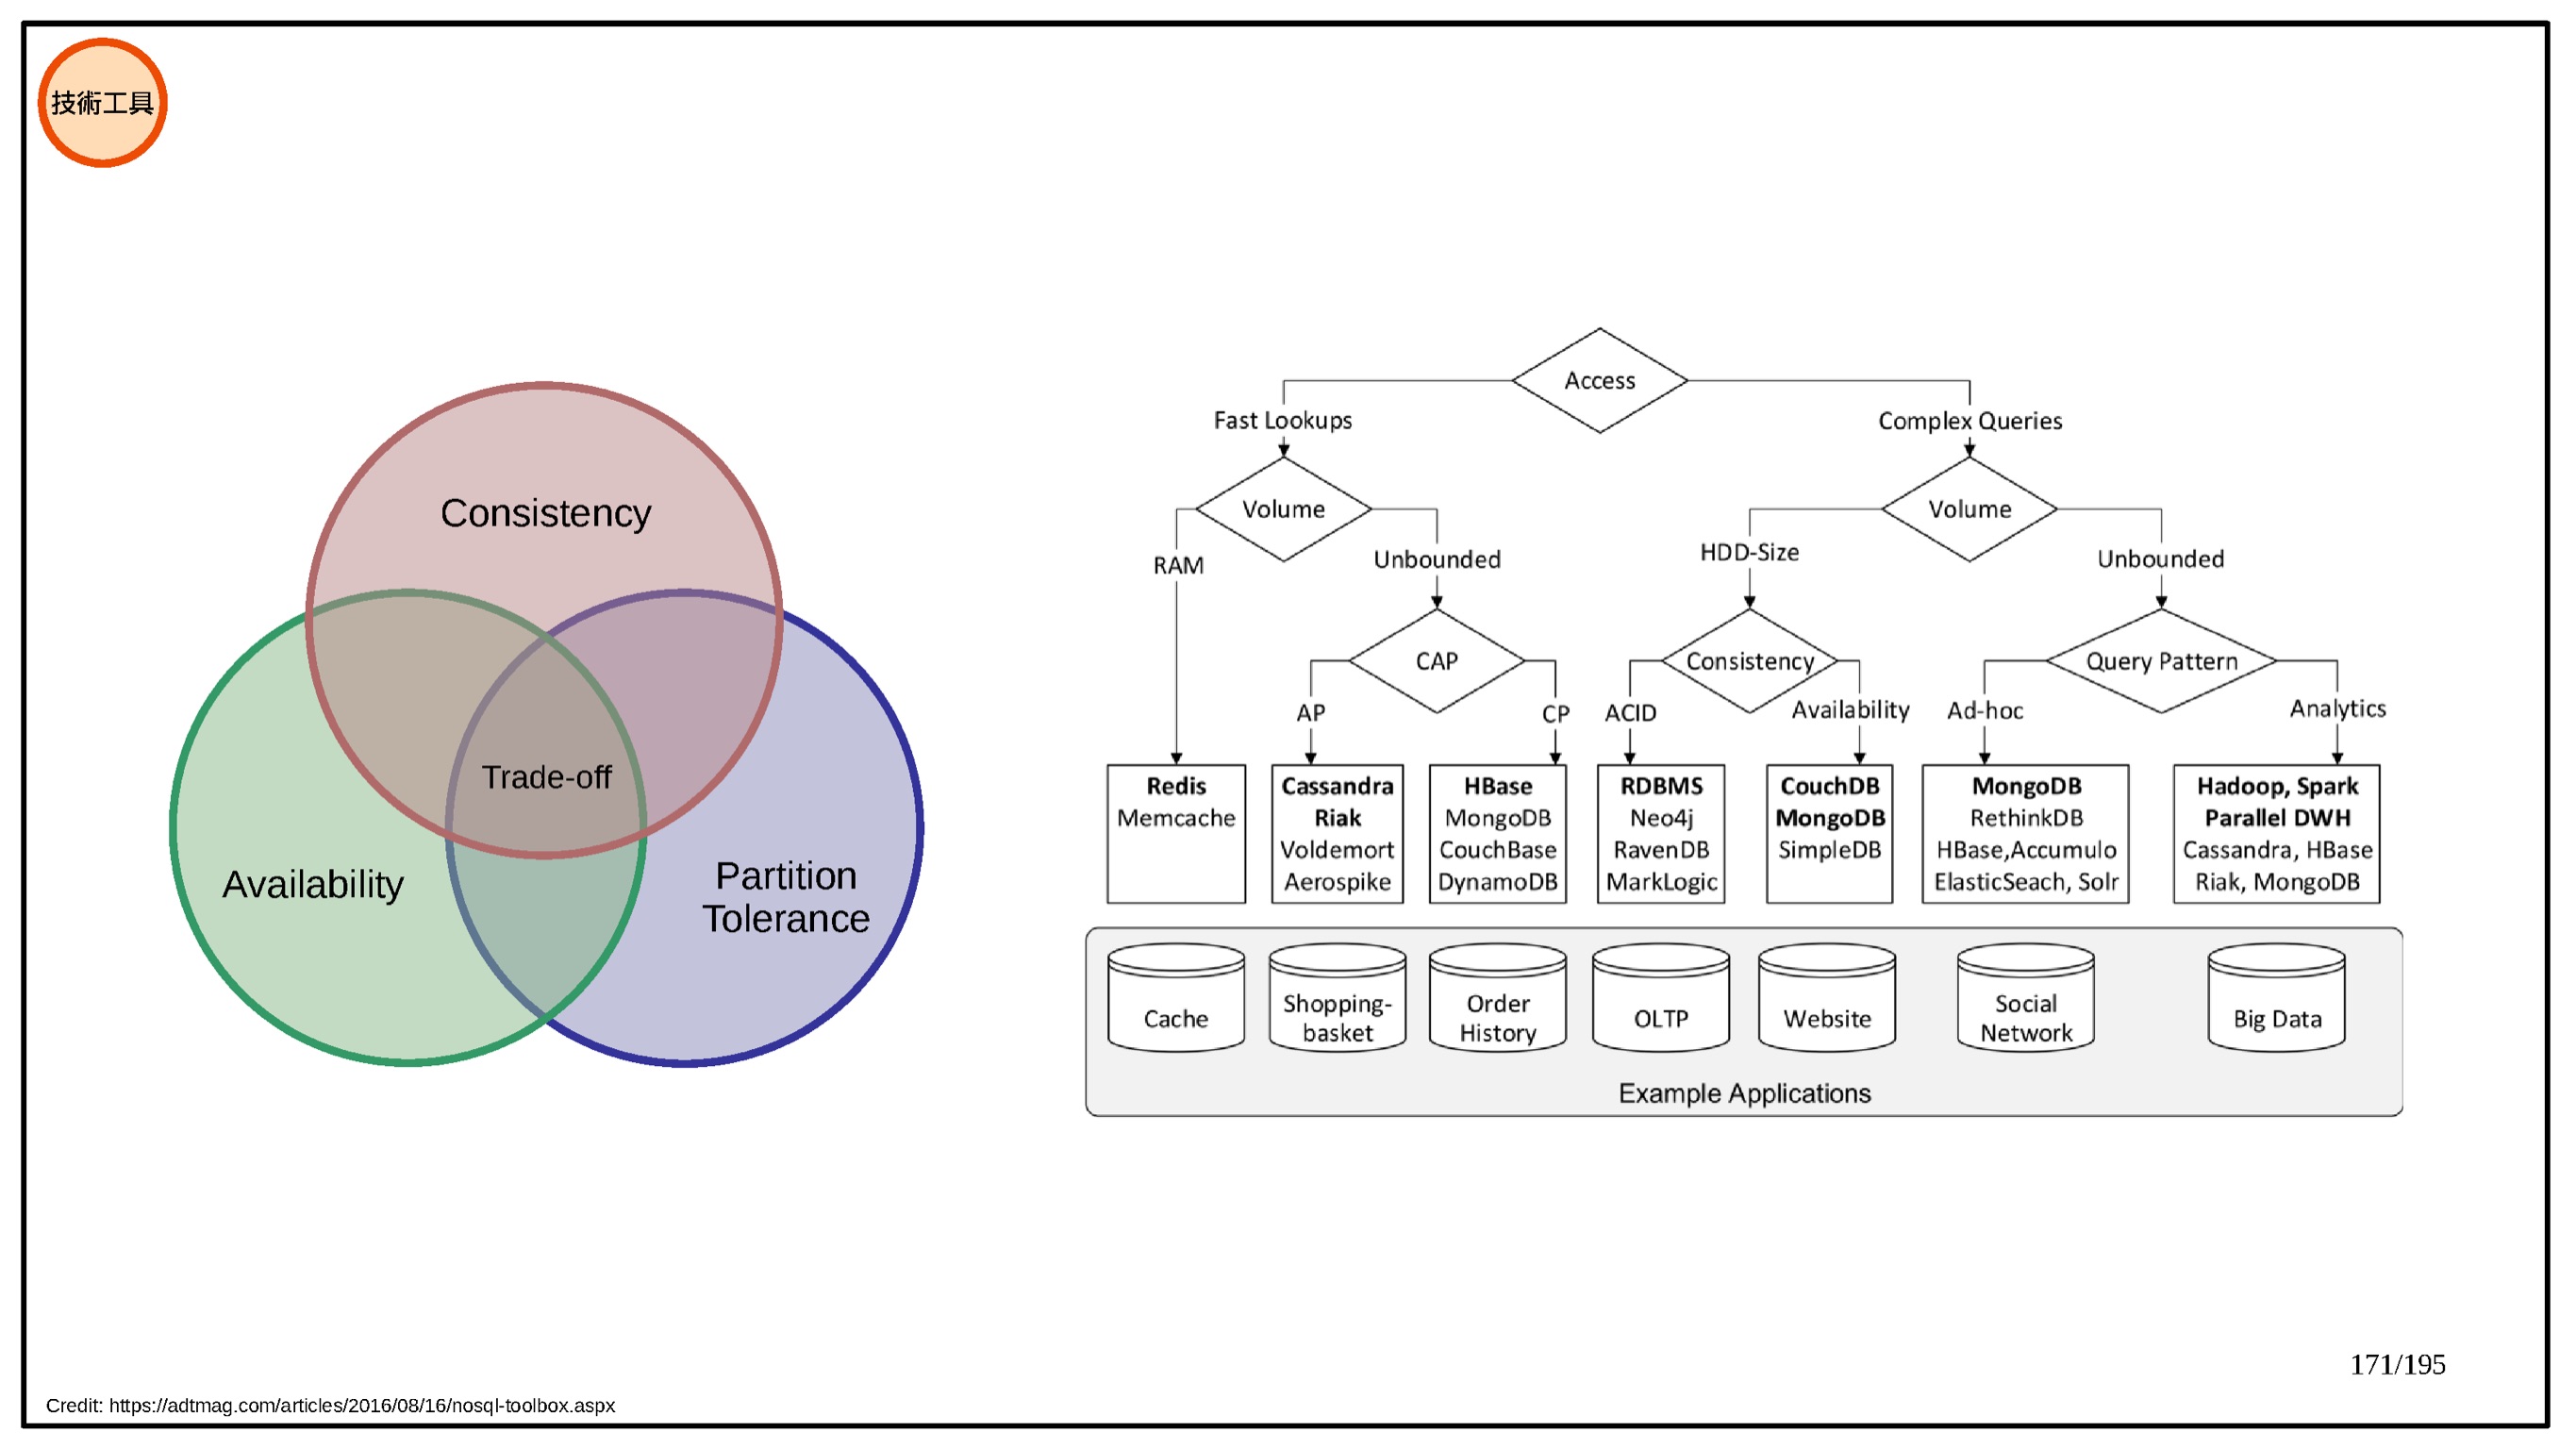 技術工具
Consistency
Trade-off
Availability
Partition
Tolerance
Access
Fast Lookups
Complex Queries
Volume
Volume
RAM
Unbounded
HDD-Size
Unbounded
CAP
Consistency
Query Pattern
AP
CP
ACID
Availability
Ad-hoc
Analytics
Redis
Memcache
Cassandra
Riak
Voldemort
Aerospike
HBase
MongoDB
CouchBase
DynamoDB
RDBMS
Neo4j
RavenDB
MarkLogic
CouchDB
MongoDB
SimpleDB
MongoDB
RethinkDB
HBase,Accumulo
ElasticSeach, Solr
Hadoop, Spark
Parallel DWH
Cassandra, HBase
Riak, MongoDB
Cache
Shopping-
basket
Order
History
OLTP
Website
Social
Network
Big Data
Example Applications
171/195
Credit: https://adtmag.com/articles/2016/08/16/nosql-toolbox.aspx